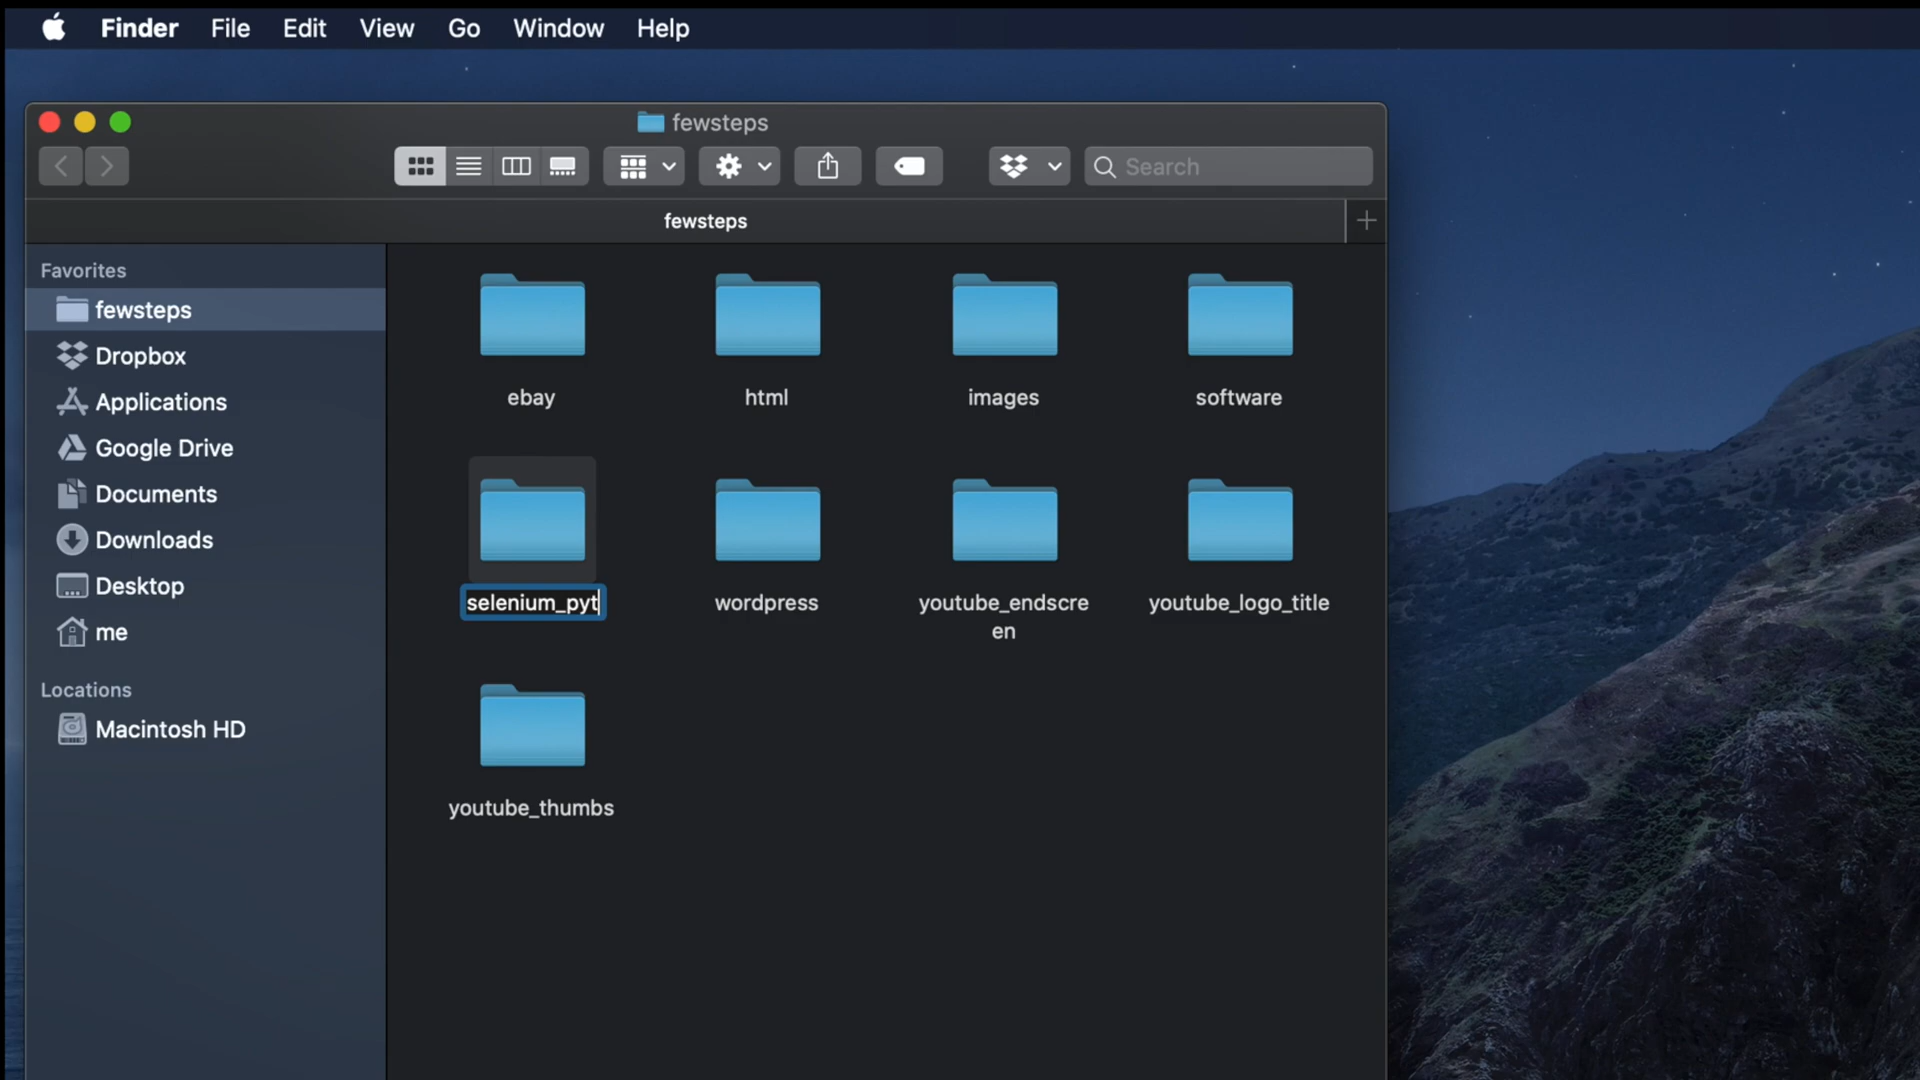 Finder File Edit View Go Window Help
fewsteps
Search
fewsteps
Favorites
fewsteps
Dropbox
Applications
Google Drive
Documents
Downloads
Desktop
me
Locations
Macintosh HD
ebay html images software
selenium_pyt wordpress youtube_endscre youtube_logo_title
en
youtube_thumbs